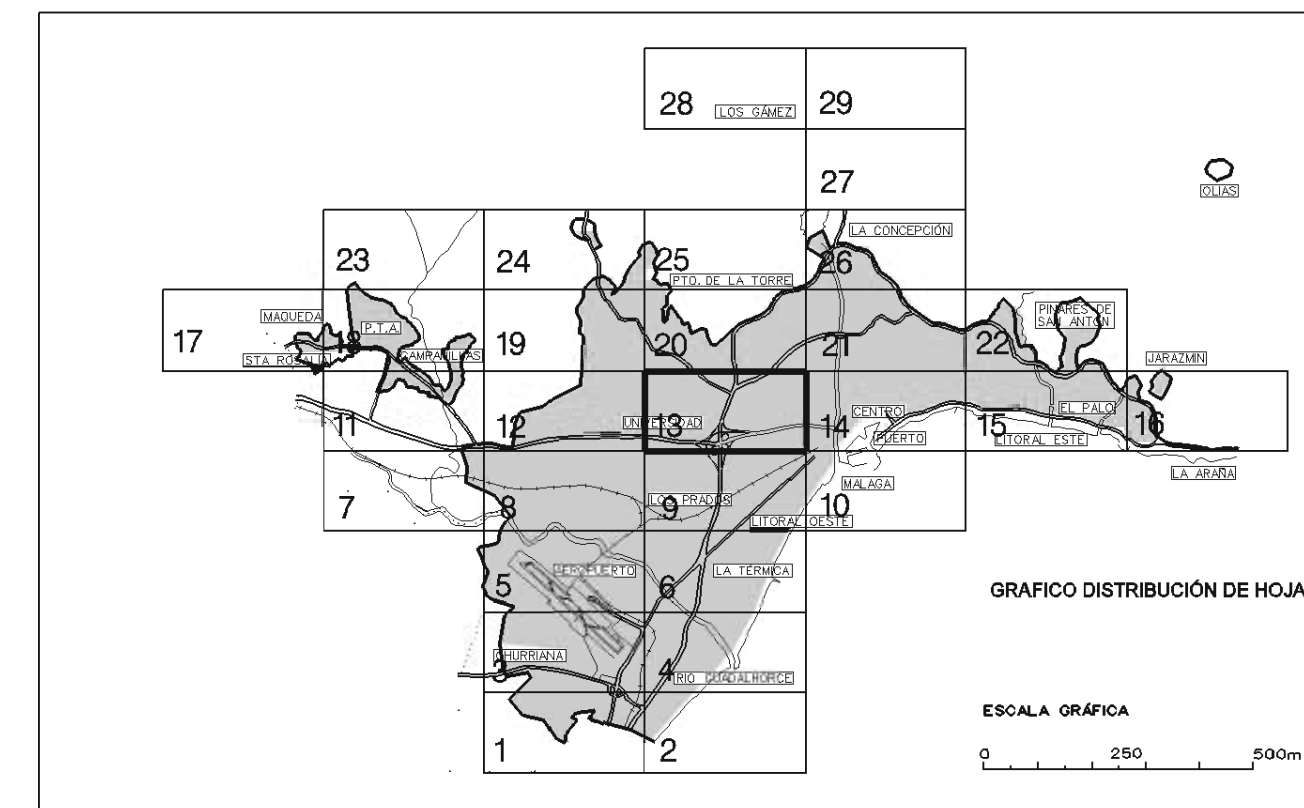 28 LOS GÁMEZ 29
27
OLIAS
LA CONCEPCIÓN
23 24 25 26
PTO. DE LA TORRE
MAQUEDA P.T.A. PINARES DE
SAN ANTÓN
17 18 19 20 21 22
STA ROSALÍA CAMPANILLAS JARAZMIN
CENTRO EL PALO
11 12 UNIVERSIDAD 13 14 15 16
PUERTO LITORAL ESTE
LA ARAÑA
MALAGA
7 8 LOS PRADOS 9 10
LITORAL OESTE
AEROPUERTO LA TÉRMICA
5 6
GRAFICO DISTRIBUCIÓN DE HOJA
CHURRIANA
3 4 RIO GUADALHORCE
ESCALA GRÁFICA
1 2
0 250 500m